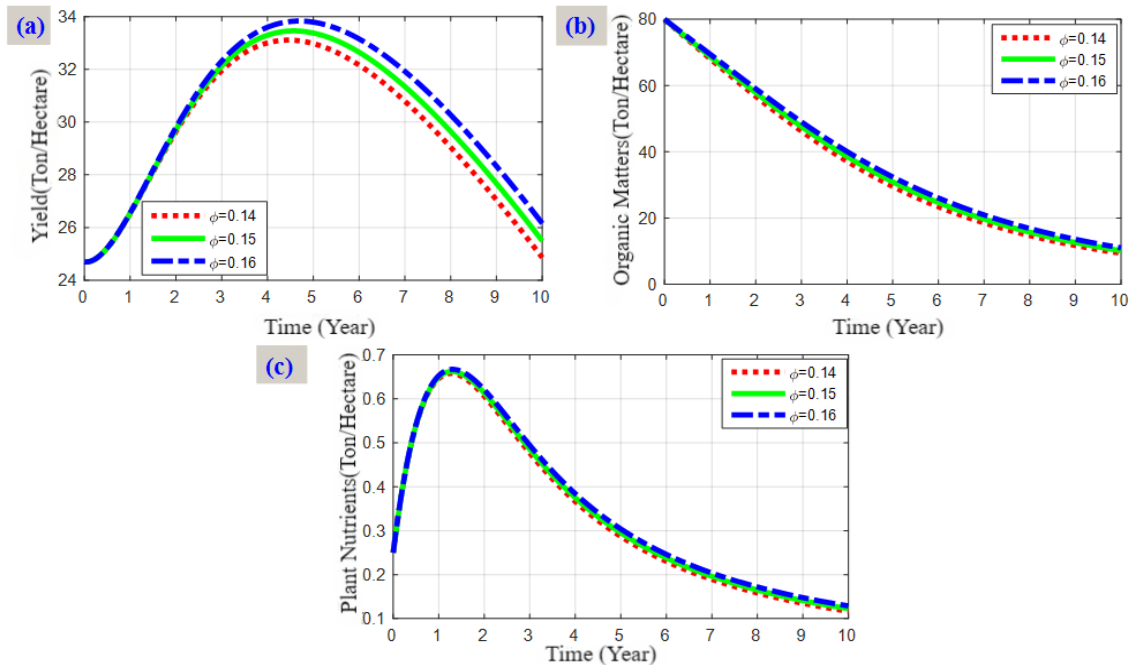 (a)
Yield(Ton/Hectare)
34
32
30
28
26
24
ϕ=0.14
ϕ=0.15
ϕ=0.16
0 1 2 3 4 5 6 7 8 9 10
Time (Year)
(b)
Organic Matters(Ton/Hectare)
80
60
40
20
0
ϕ=0.14
ϕ=0.15
ϕ=0.16
0 1 2 3 4 5 6 7 8 9 10
Time (Year)
(c)
Plant Nutrients(Ton/Hectare)
0.7
0.6
0.5
0.4
0.3
0.2
0.1
ϕ=0.14
ϕ=0.15
ϕ=0.16
0 1 2 3 4 5 6 7 8 9 10
Time (Year)